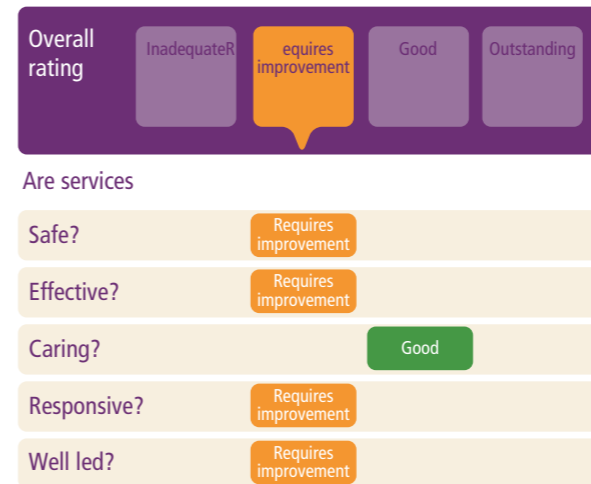 Overall
rating
InadequateR
equires
improvement
Good
Outstanding
Are services
Safe?
Requires
improvement
Effective?
Requires
improvement
Caring?
Good
Responsive?
Requires
improvement
Well led?
Requires
improvement